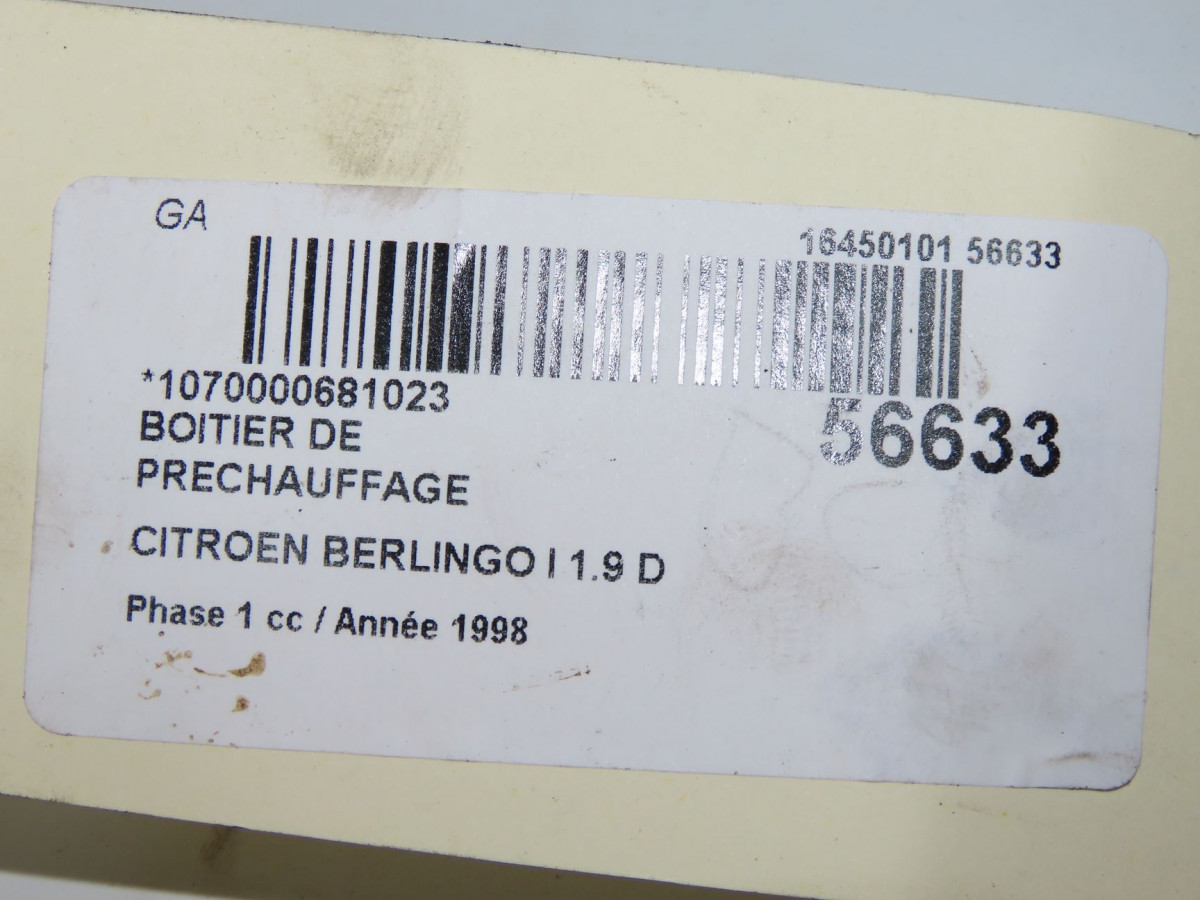 GA
16450101 56633
*1070000681023
56633
BOITIER DE
PRECHAUFFAGE
CITROEN BERLINGO I 1.9 D
Phase 1 cc / Année 1998